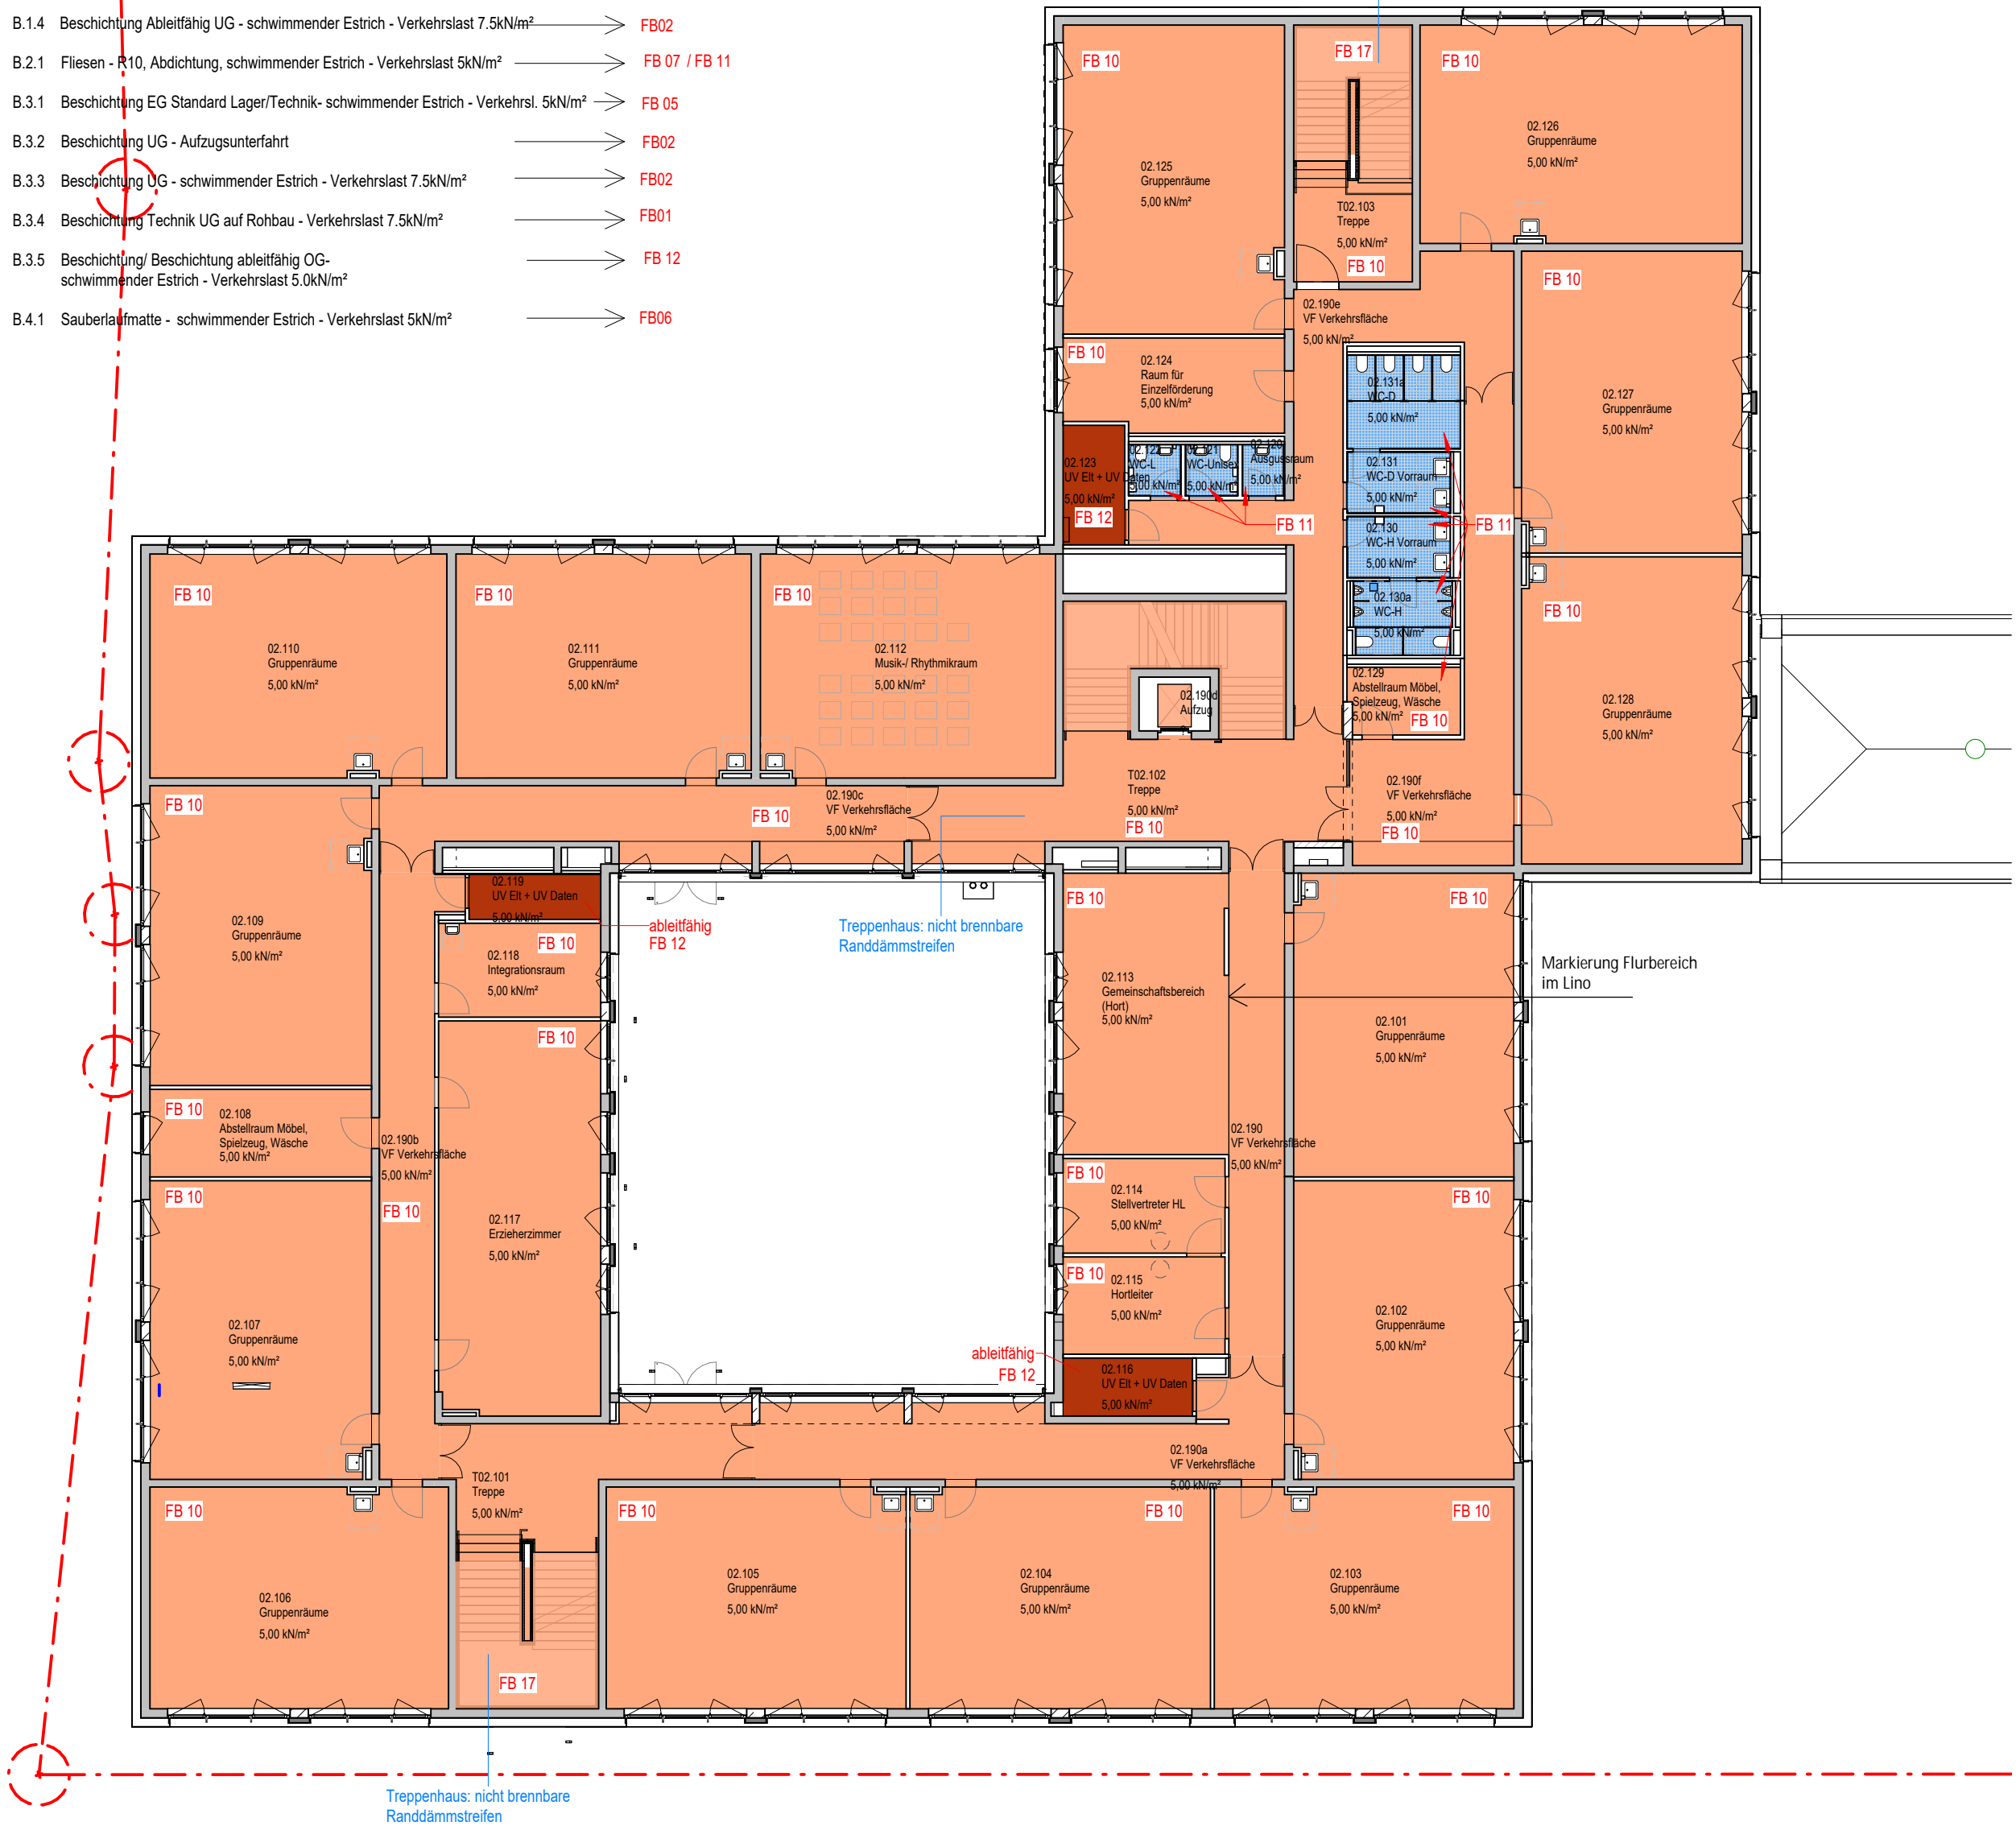 B.1.4 Beschichtung Ableitfähig UG - schwimmender Estrich - Verkehrslast 7.5kN/m² FB02
B.2.1 Fliesen - R10, Abdichtung, schwimmender Estrich - Verkehrslast 5kN/m² FB 07 / FB 11
B.3.1 Beschichtung EG Standard Lager/Technik- schwimmender Estrich - Verkehrsl. 5kN/m² FB 05
B.3.2 Beschichtung UG - Aufzugsunterfahrt FB02
B.3.3 Beschichtung UG - schwimmender Estrich - Verkehrslast 7.5kN/m² FB02
B.3.4 Beschichtung Technik UG auf Rohbau - Verkehrslast 7.5kN/m² FB01
B.3.5 Beschichtung/ Beschichtung ableitfähig OG- FB 12
schwimmender Estrich - Verkehrslast 5.0kN/m²
B.4.1 Sauberlaufmatte - schwimmender Estrich - Verkehrslast 5kN/m² FB06
FB 10
02.125
Gruppenräume
5,00 kN/m²
FB 17
T02.103
Treppe
5,00 kN/m²
FB 10
FB 10
02.126
Gruppenräume
5,00 kN/m²
02.190e
VF Verkehrsfläche
5,00 kN/m²
FB 10
02.124
Raum für
Einzelförderung
5,00 kN/m²
FB 10
02.127
Gruppenräume
5,00 kN/m²
02.131a
WC-D
5,00 kN/m²
02.131
WC-D Vorraum
5,00 kN/m²
02.130
WC-H Vorraum
5,00 kN/m²
02.130a
WC-H
5,00 kN/m²
FB 11
02.123
UV Elt + UV Daten
5,00 kN/m²
FB 12
02.122
WC-L
5,00 kN/m²
02.121
WC-Unisex
5,00 kN/m²
02.120
Ausgussraum
5,00 kN/m²
FB 11
02.129
Abstellraum Möbel,
Spielzeug, Wäsche
5,00 kN/m²
FB 10
FB 10
02.128
Gruppenräume
5,00 kN/m²
FB 10
02.110
Gruppenräume
5,00 kN/m²
FB 10
02.111
Gruppenräume
5,00 kN/m²
FB 10
02.112
Musik-/ Rhythmikraum
5,00 kN/m²
02.190d
Aufzug
T02.102
Treppe
5,00 kN/m²
FB 10
02.190f
VF Verkehrsfläche
5,00 kN/m²
FB 10
02.190c
VF Verkehrsfläche
5,00 kN/m²
FB 10
FB 10
02.109
Gruppenräume
5,00 kN/m²
02.119
UV Elt + UV Daten
5,00 kN/m²
ableitfähig
FB 12
FB 10
02.118
Integrationsraum
5,00 kN/m²
Treppenhaus: nicht brennbare
Randdämmstreifen
FB 10
02.113
Gemeinschaftsbereich
(Hort)
5,00 kN/m²
FB 10
02.101
Gruppenräume
5,00 kN/m²
Markierung Flurbereich
im Lino
FB 10
02.108
Abstellraum Möbel,
Spielzeug, Wäsche
5,00 kN/m²
02.190b
VF Verkehrsfläche
5,00 kN/m²
FB 10
FB 10
02.117
Erzieherzimmer
5,00 kN/m²
02.190
VF Verkehrsfläche
5,00 kN/m²
FB 10
02.114
Stellvertreter HL
5,00 kN/m²
FB 10
02.115
Hortleiter
5,00 kN/m²
FB 10
02.102
Gruppenräume
5,00 kN/m²
FB 10
02.107
Gruppenräume
5,00 kN/m²
ableitfähig
FB 12
02.116
UV Elt + UV Daten
5,00 kN/m²
02.190a
VF Verkehrsfläche
5,00 kN/m²
T02.101
Treppe
5,00 kN/m²
FB 10
02.106
Gruppenräume
5,00 kN/m²
FB 17
FB 10
02.105
Gruppenräume
5,00 kN/m²
FB 10
02.104
Gruppenräume
5,00 kN/m²
FB 10
02.103
Gruppenräume
5,00 kN/m²
Treppenhaus: nicht brennbare
Randdämmstreifen